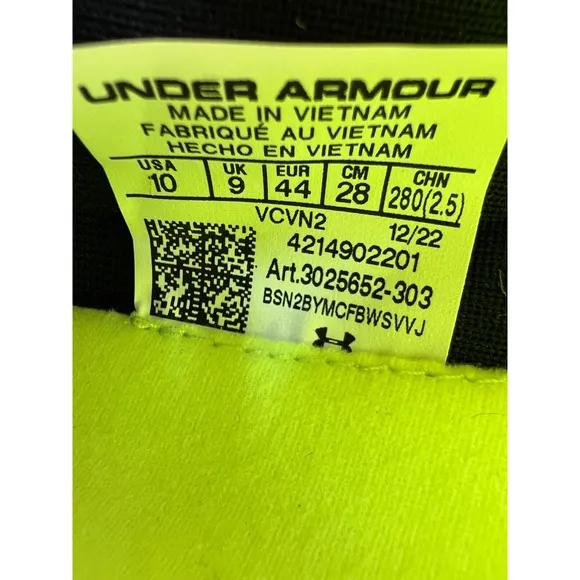 UNDER ARMOUR
MADE IN VIETNAM
FABRIQUÉ AU VIETNAM
HECHO EN VIETNAM
USA UK EUR CM CHN
10 9 44 28 280(2.5)
VCVN2 12/22
4214902201
Art.3025652-303
BSN2BYMCFBWSVVJ